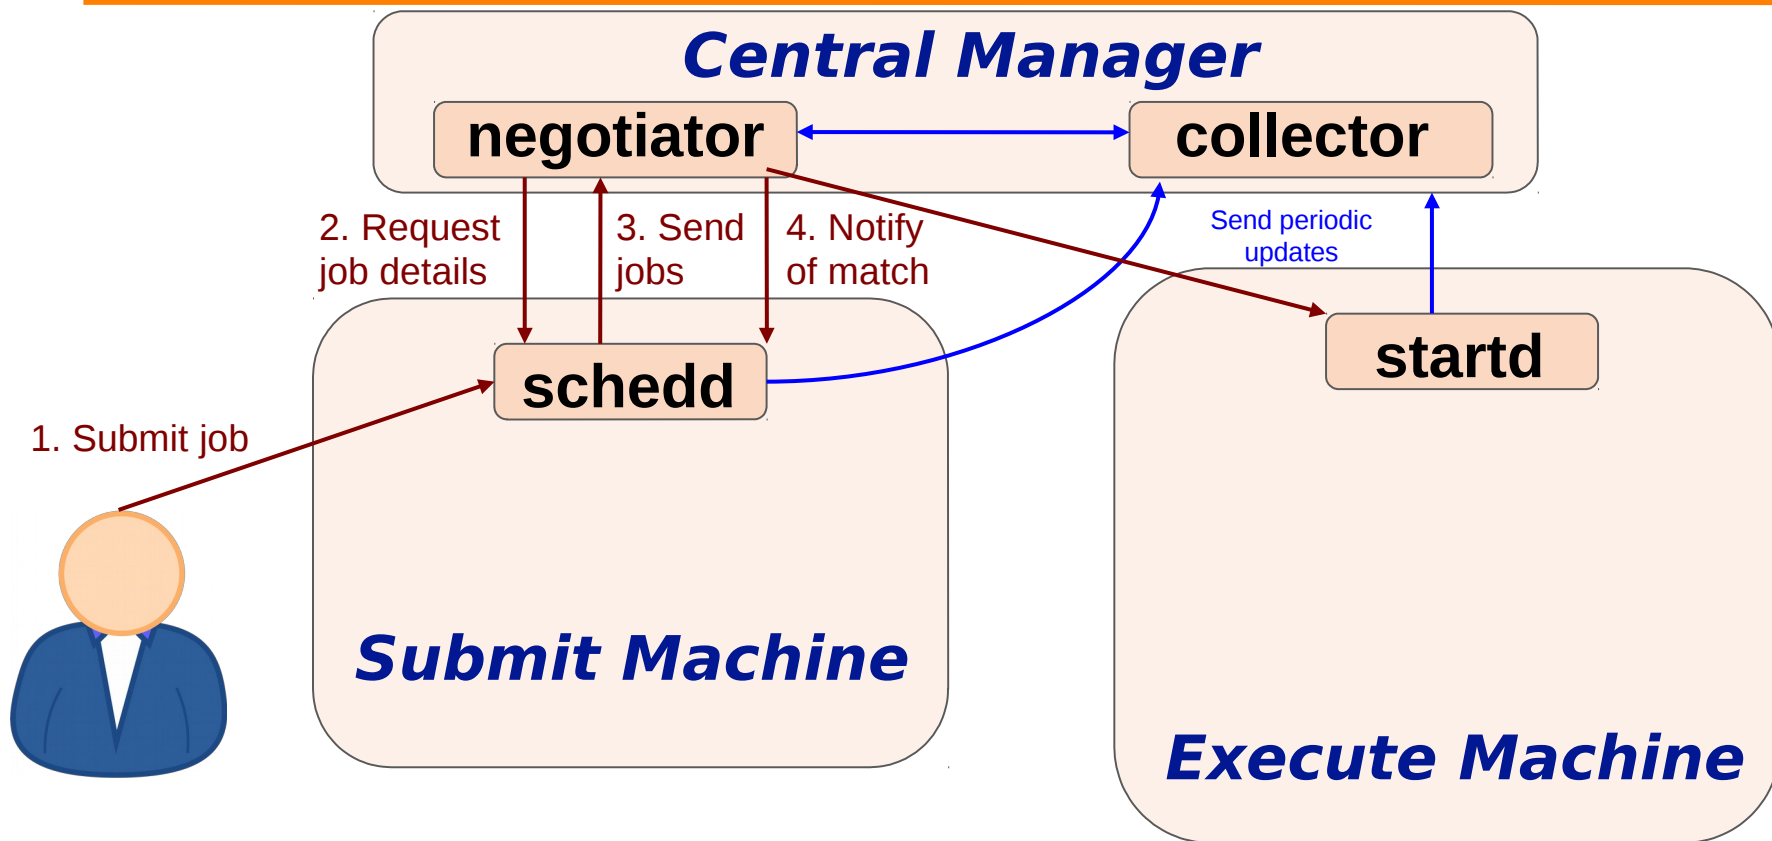 Central Manager
negotiator
collector
2. Request
job details
3. Send
jobs
4. Notify
of match
Send periodic
updates
schedd
startd
1. Submit job
Submit Machine
Execute Machine